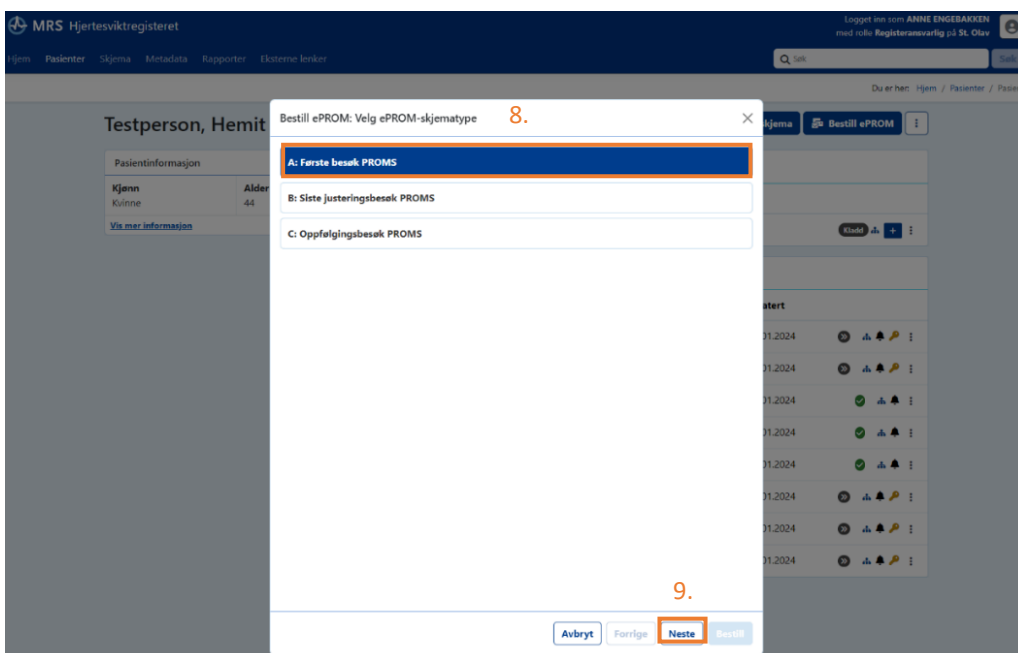 MRS Hjertesviktregisteret
Logget inn som ANNE ENGEBAKKEN
med rolle Registeransvarlig på St. Olav
Hjem Pasienter Skjema Metadata Rapporter Eksterne lenker
Søk
Søk
Du er her: Hjem / Pasienter / Pasie
Testperson, Hemit
skjema
Bestill ePROM
Bestill ePROM: Velg ePROM-skjematype
8.
A: Første besøk PROMS
B: Siste justeringsbesøk PROMS
C: Oppfølgingsbesøk PROMS
Pasientinformasjon
Kjønn Alder
Kvinne 44
Vis mer informasjon
Kladd
atert
01.2024
01.2024
01.2024
01.2024
01.2024
01.2024
01.2024
01.2024
9.
Avbryt Forrige Neste Bestill